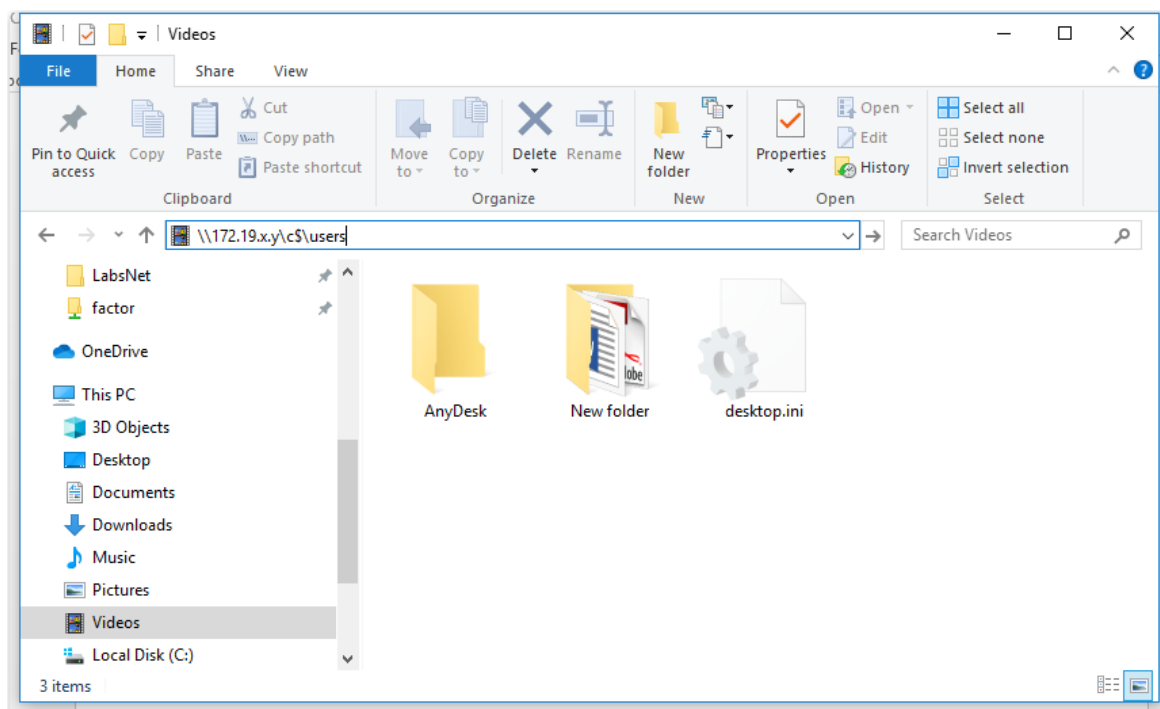 Videos
File Home Share View
Pin to Quick access
Copy
Paste
Cut
Copy path
Paste shortcut
Clipboard
Move to
Copy to
Delete
Rename
Organize
New folder
New
Properties
Open
Edit
History
Open
Select all
Select none
Invert selection
Select
\\172.19.x.y\c$\users
Search Videos
LabsNet
factor
OneDrive
This PC
3D Objects
Desktop
Documents
Downloads
Music
Pictures
Videos
Local Disk (C:)
AnyDesk
New folder
desktop.ini
3 items